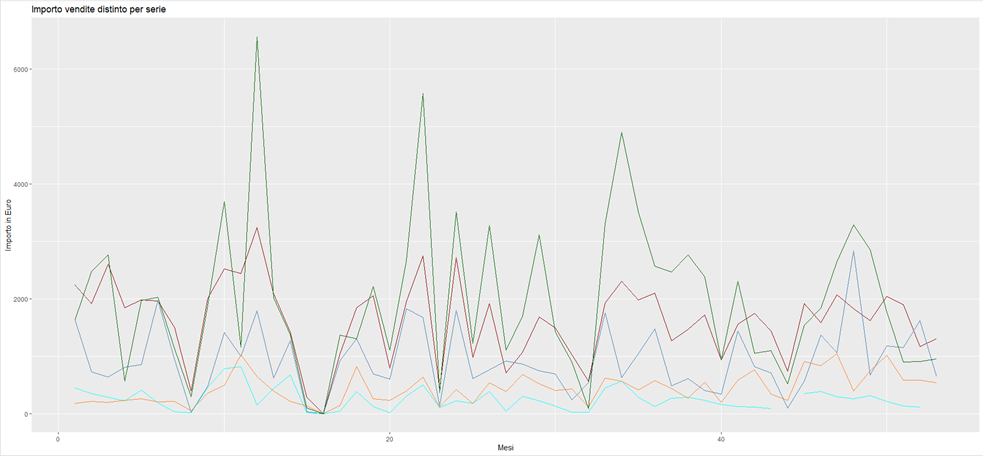 Importo vendite distinto per serie
Importo in Euro
6000
4000
2000
0
0
20
40
Mesi